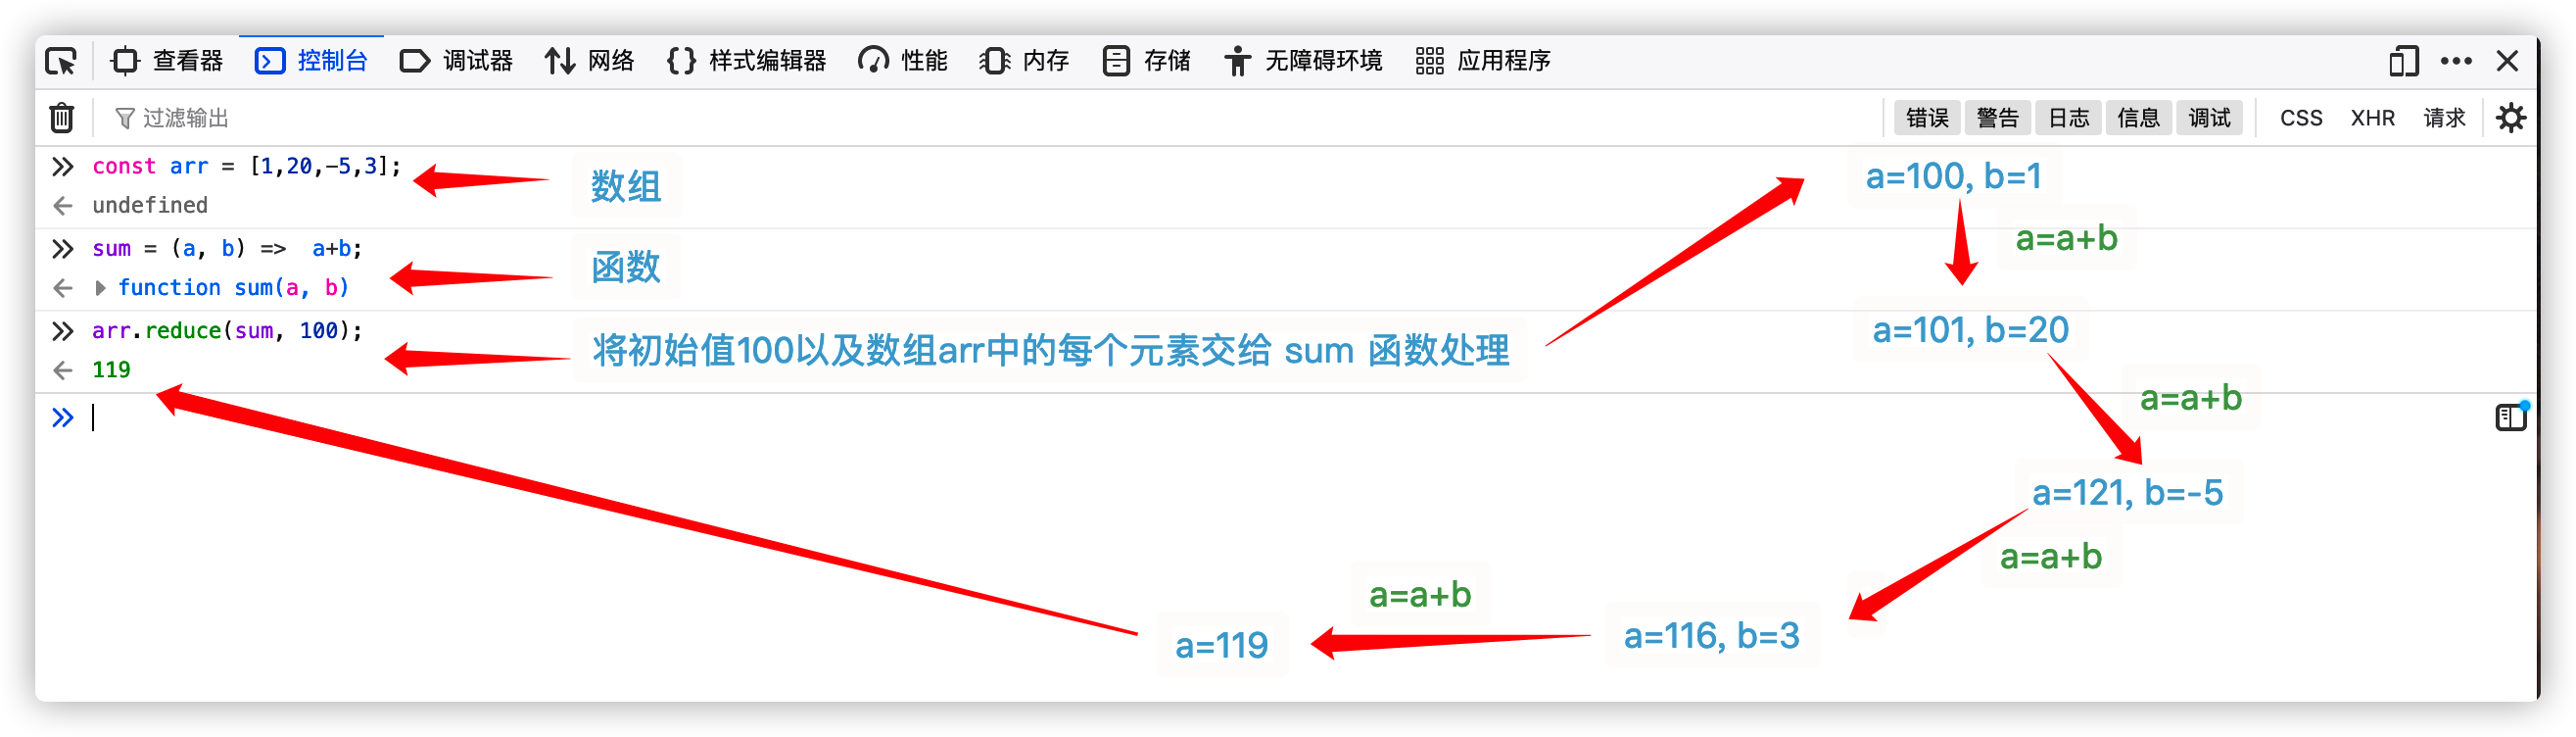 查看器 控制台 调试器 网络 样式编辑器 性能 内存 存储 无障碍环境 应用程序
过滤输出 错误 警告 日志 信息 调试 CSS XHR 请求
const arr = [1,20,-5,3];
undefined
数组
sum = (a, b) =>  a+b;
function sum(a, b)
函数
arr.reduce(sum, 100);
119
将初始值100以及数组arr中的每个元素交给 sum 函数处理
a=100, b=1
a=a+b
a=101, b=20
a=a+b
a=121, b=-5
a=a+b
a=116, b=3
a=a+b
a=119